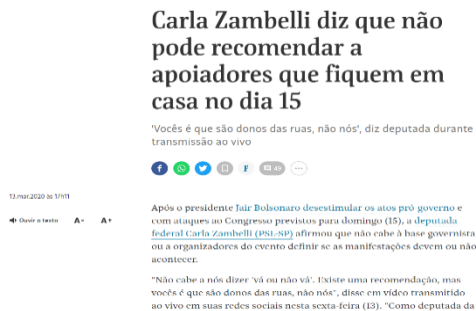 Carla Zambelli diz que não
pode recomendar a
apoiadores que fiquem em
casa no dia 15
'Vocês é que são donos das ruas, não nós', diz deputada durante
transmissão ao vivo
49
13.mar.2020 às 17h11
Ouvir o texto A- A+
Após o presidente Jair Bolsonaro desestimular os atos pró governo e
com ataques ao Congresso previstos para domingo (15), a deputada
federal Carla Zambelli (PSL-SP) afirmou que não cabe à base governista
ou a organizadores do evento definir se as manifestações devem ou não
acontecer.
"Não cabe a nós dizer 'vá ou não vá'. Existe uma recomendação, mas
vocês é que são donos das ruas, não nós", disse em vídeo transmitido
ao vivo em suas redes sociais nesta sexta-feira (13). "Como deputada da